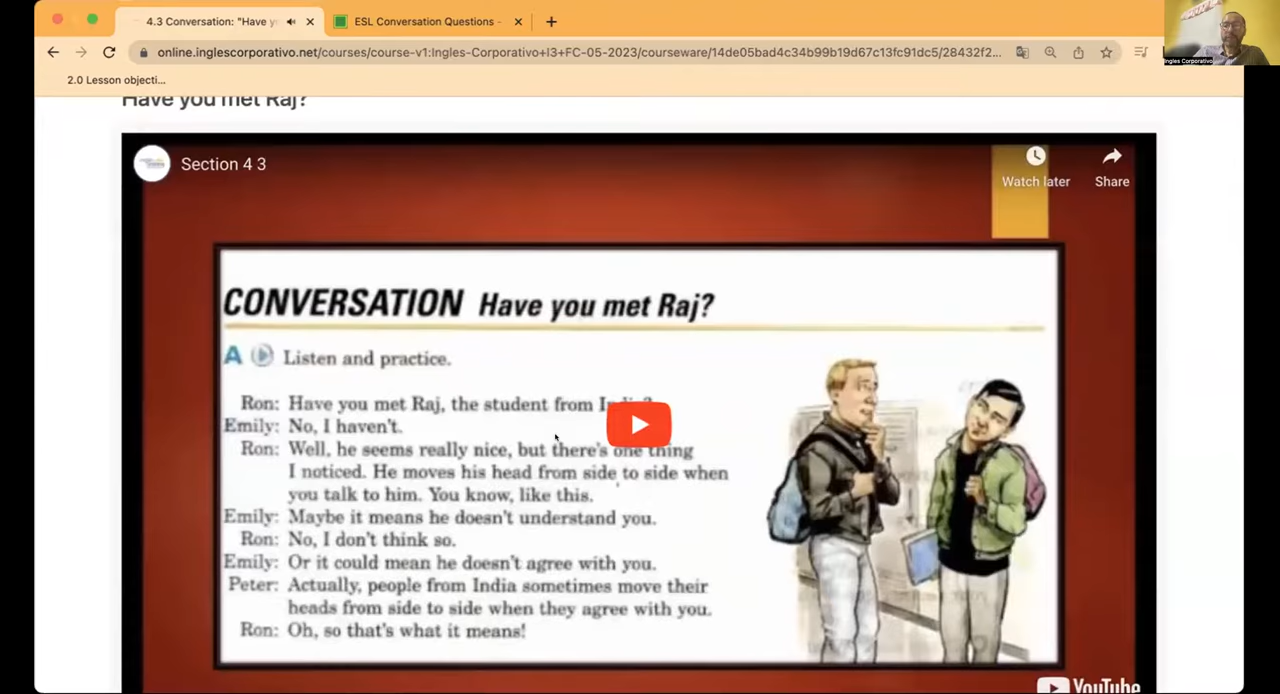 4.3 Conversation: "Have y
ESL Conversation Questions -
online.inglescorporativo.net/courses/course-v1:Ingles-Corporativo+I3+FC-05-2023/courseware/14de05bad4c34b99b19d67c13fc91dc5/28432f2...
Ingles Corporativo
2.0 Lesson objecti...
Have you met Raj?
Section 4 3
Watch later
Share
CONVERSATION Have you met Raj?
A Listen and practice.
Ron: Have you met Raj, the student from
Emily: No, I haven't.
Ron: Well, he seems really nice, but there's one thing
I noticed. He moves his head from side to side when
you talk to him. You know, like this.
Emily: Maybe it means he doesn't understand you.
Ron: No, I don't think so.
Emily: Or it could mean he doesn't agree with you.
Peter: Actually, people from India sometimes move their
heads from side to side when they agree with you.
Ron: Oh, so that's what it means!
YouTube